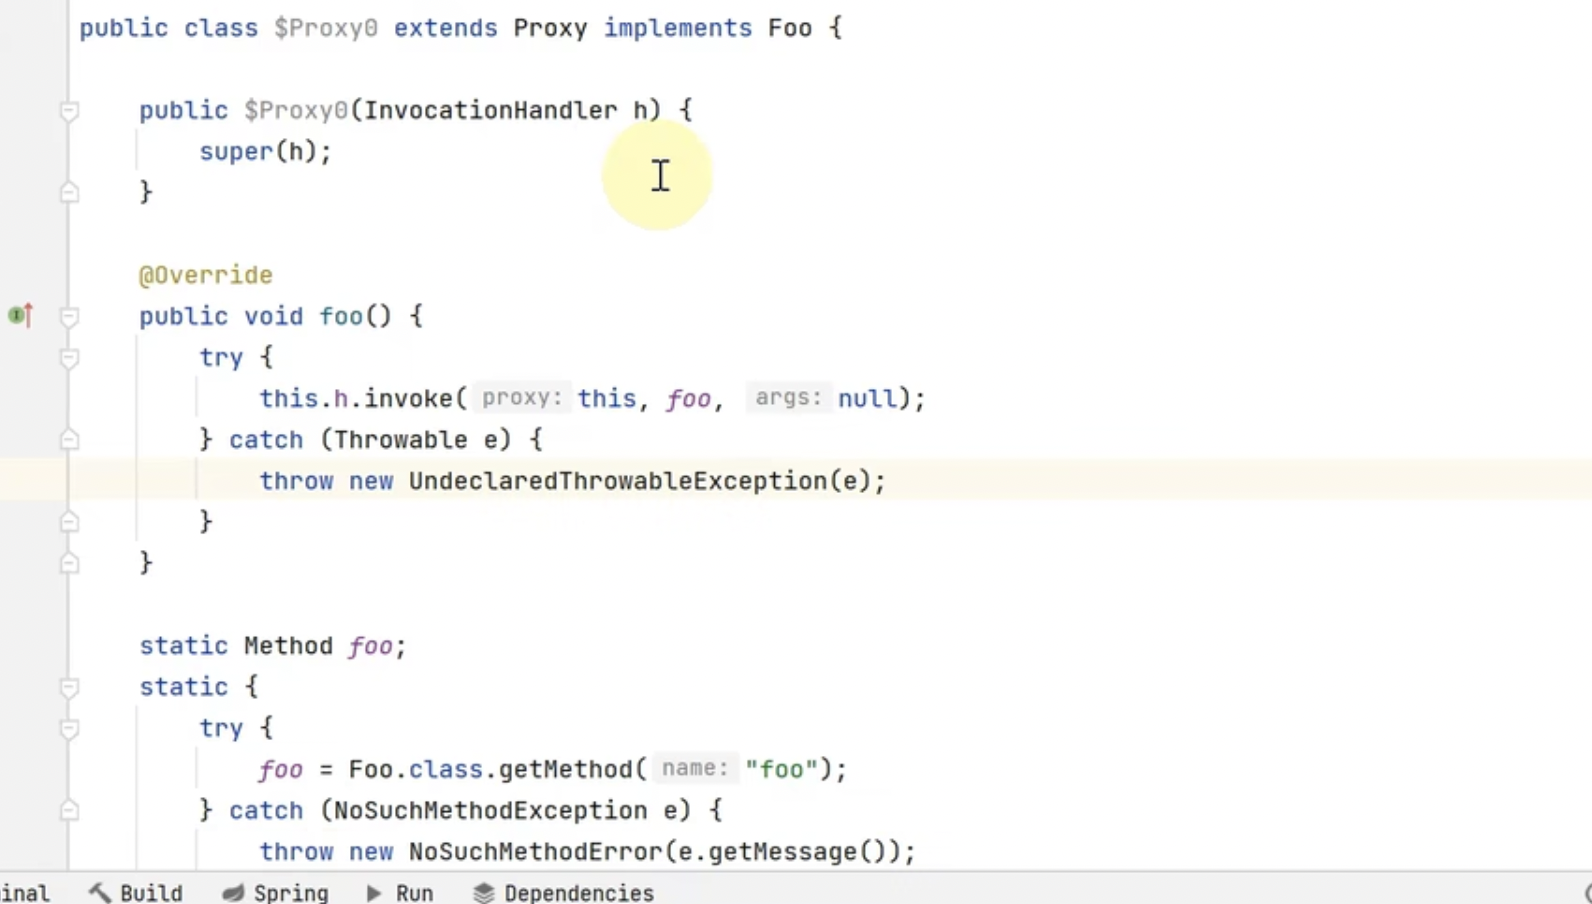 public class $Proxy0 extends Proxy implements Foo {
public $Proxy0(InvocationHandler h) {
super(h);
}
@Override
public void foo() {
try {
this.h.invoke( proxy: this, foo, args: null);
} catch (Throwable e) {
throw new UndeclaredThrowableException(e);
}
}
static Method foo;
static {
try {
foo = Foo.class.getMethod( name: "foo");
} catch (NoSuchMethodException e) {
throw new NoSuchMethodError(e.getMessage());
inal Build Spring Run Dependencies